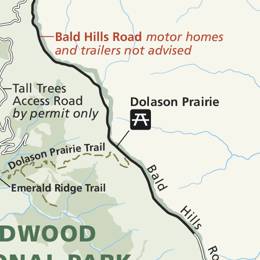 Bald Hills Road motor homes
and trailers not advised
Tall Trees
Access Road
by permit only
Dolason Prairie
Dolason Prairie Trail
Emerald Ridge Trail
Bald
Hills
Ro
DWOOD
ONAL PARK